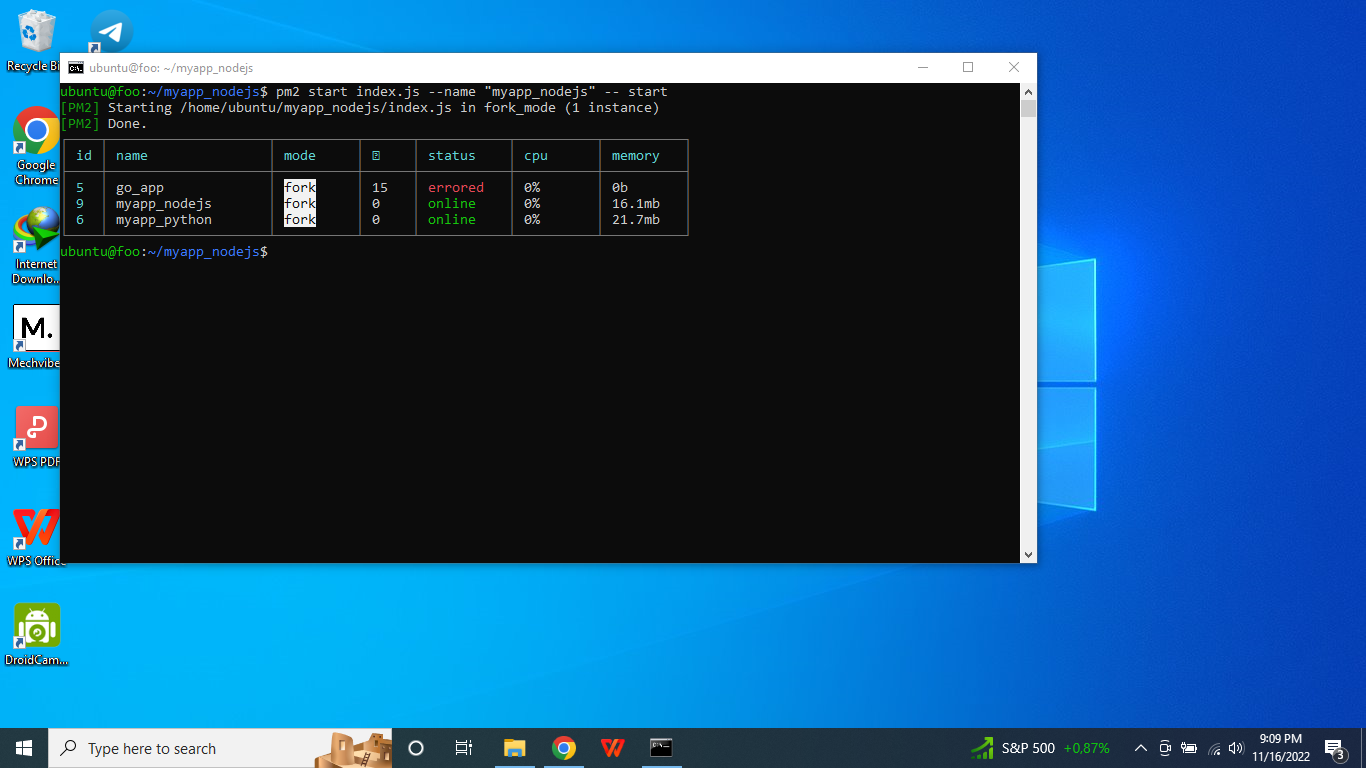 Recycle Bi
ubuntu@foo: ~/myapp_nodejs
ubuntu@foo:~/myapp_nodejs$ pm2 start index.js --name "myapp_nodejs" -- start
[PM2] Starting /home/ubuntu/myapp_nodejs/index.js in fork_mode (1 instance)
[PM2] Done.
id name mode status cpu memory
5 go_app fork 15 errored 0% 0b
9 myapp_nodejs fork 0 online 0% 16.1mb
6 myapp_python fork 0 online 0% 21.7mb
ubuntu@foo:~/myapp_nodejs$
Google
Chrome
Internet
Downlo...
M.
Mechvibe
WPS PDF
WPS Offic
DroidCam...
Type here to search
S&P 500 +0,87%
9:09 PM
11/16/2022
3